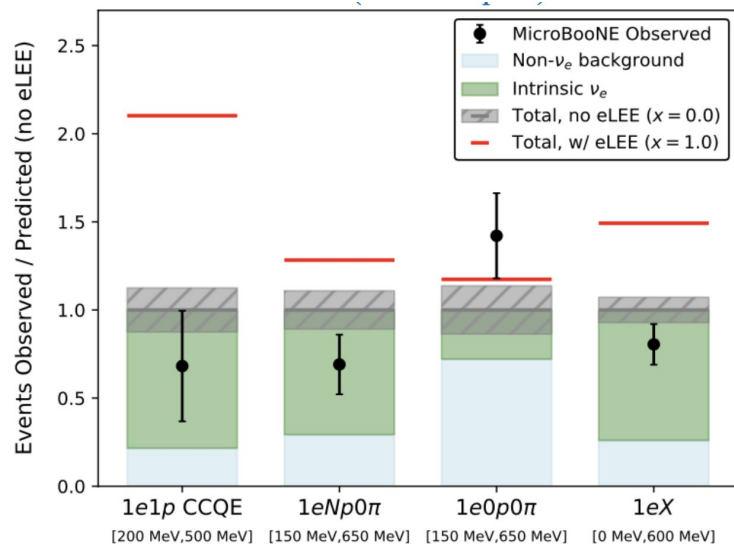 Events Observed / Predicted (no eLEE)
2.5
2.0
1.5
1.0
0.5
0.0
MicroBooNE Observed
Non-νₑ background
Intrinsic νₑ
Total, no eLEE (x = 0.0)
Total, w/ eLEE (x = 1.0)
1e1p CCQE
[200 MeV,500 MeV]
1eNp0π
[150 MeV,650 MeV]
1e0p0π
[150 MeV,650 MeV]
1eX
[0 MeV,600 MeV]